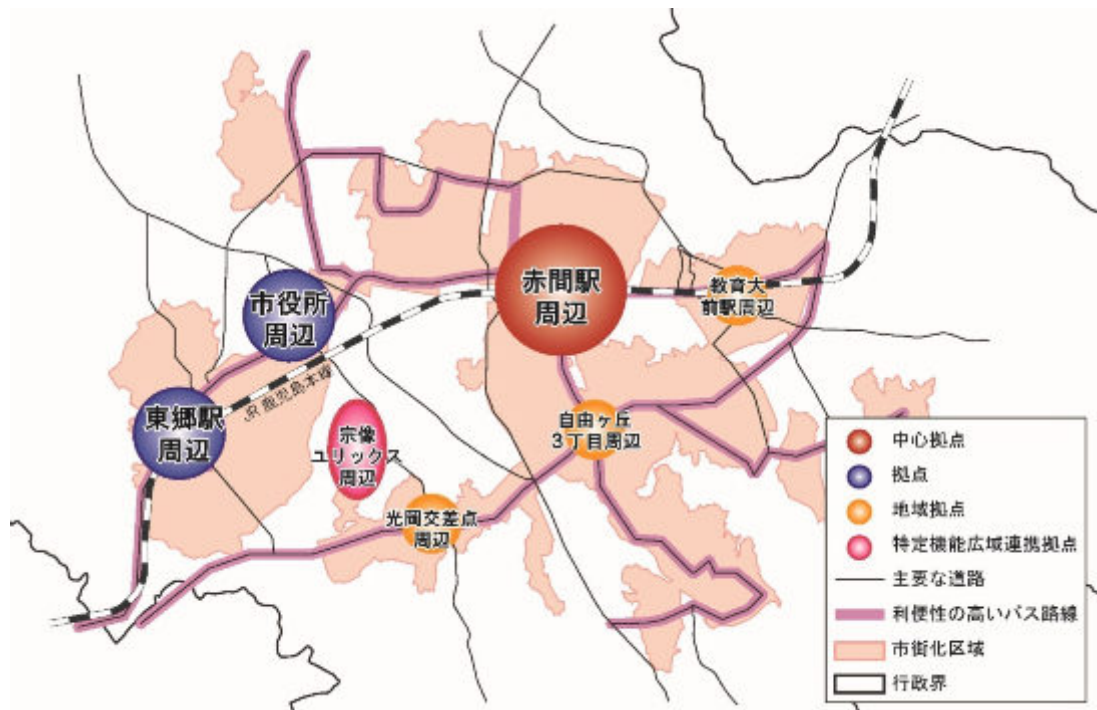 赤間駅
周辺
教育大
前駅周辺
市役所
周辺
JR 鹿児島本線
東郷駅
周辺
宗像
ユリックス
周辺
自由ヶ丘
3丁目周辺
光岡交差点
周辺
中心拠点
拠点
地域拠点
特定機能広域連携拠点
主要な道路
利便性の高いバス路線
市街化区域
行政界